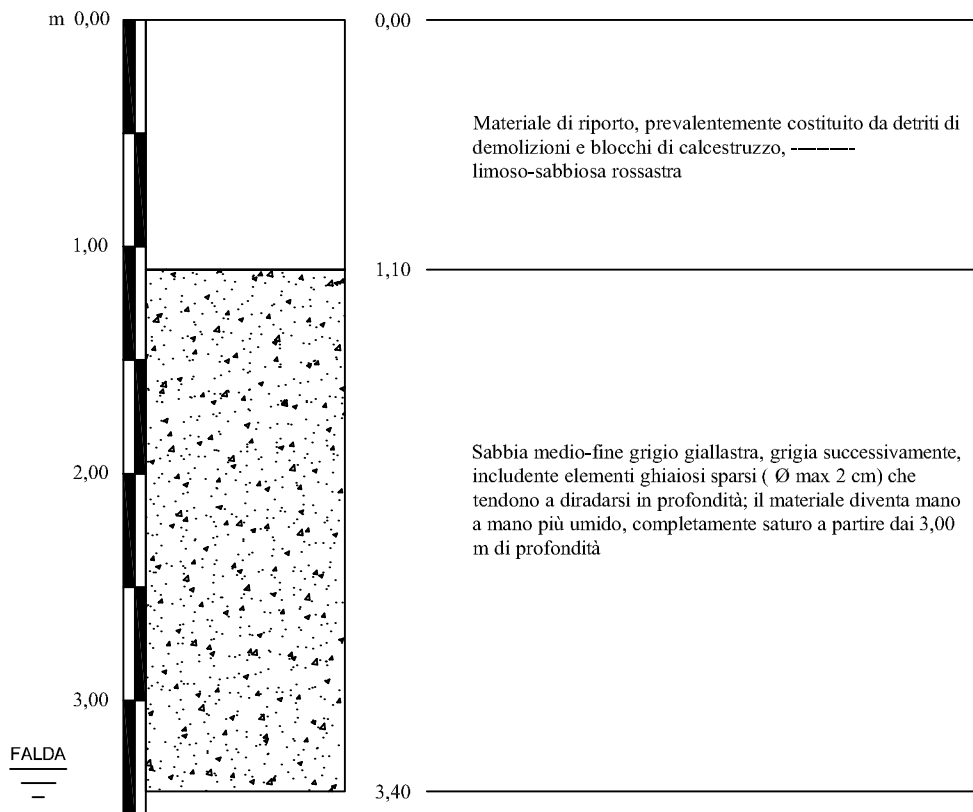 m 0,00
0,00
Materiale di riporto, prevalentemente costituito da detriti di
demolizioni e blocchi di calcestruzzo,
limoso-sabbiosa rossastra
1,00
1,10
Sabbia medio-fine grigio giallastra, grigia successivamente,
includente elementi ghiaiosi sparsi ( Ø max 2 cm) che
tendono a diradarsi in profondità; il materiale diventa mano
a mano più umido, completamente saturo a partire dai 3,00
m di profondità
2,00
3,00
FALDA
3,40